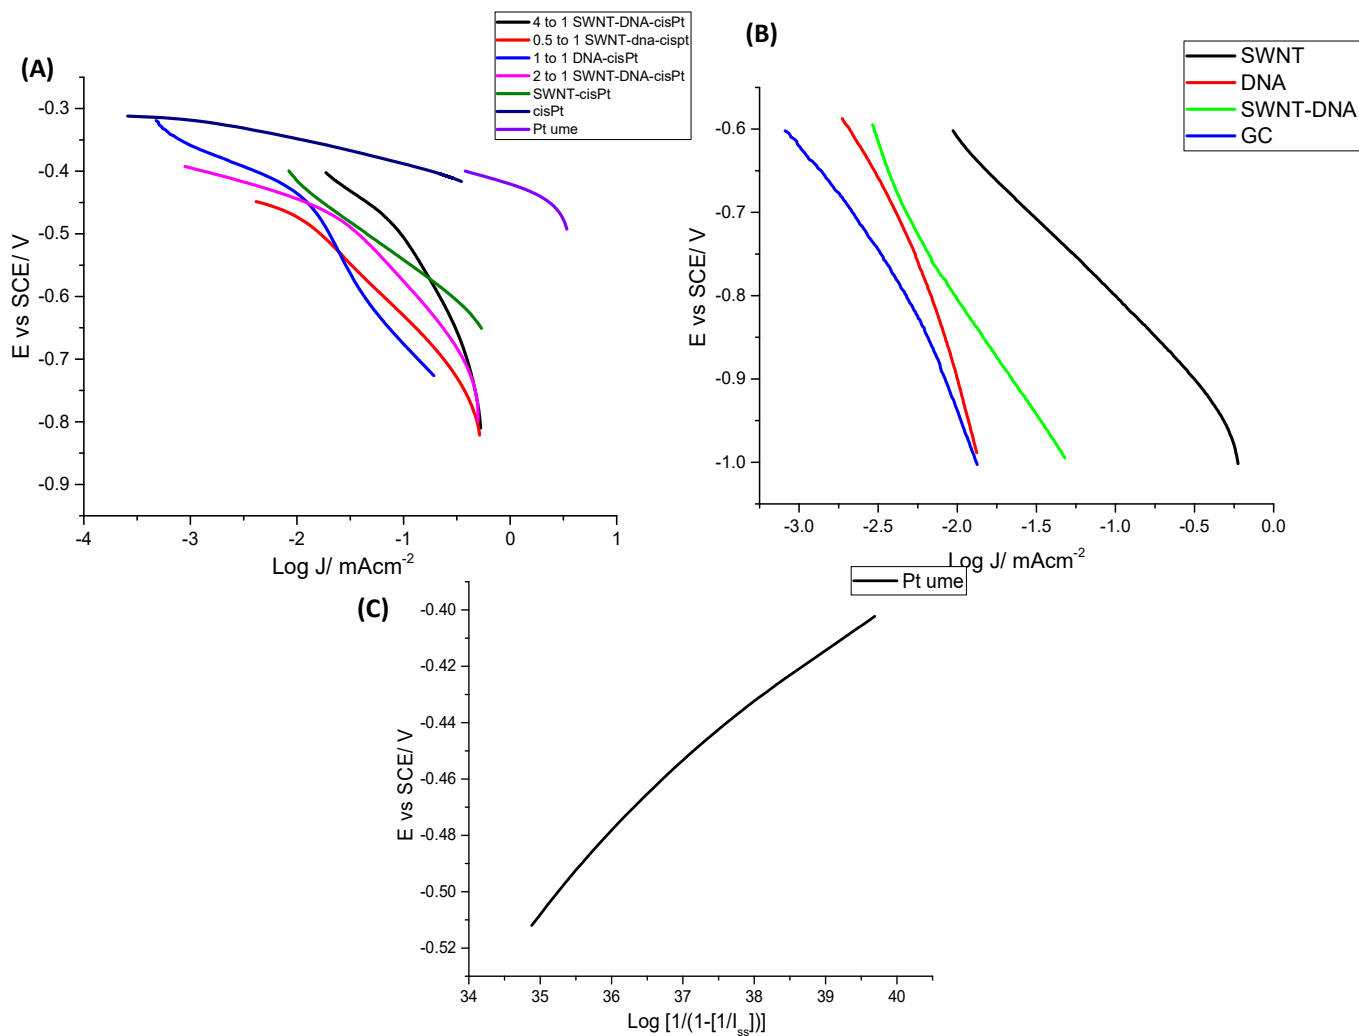 (A)
4 to 1 SWNT-DNA-cisPt
0.5 to 1 SWNT-dna-cispt
1 to 1 DNA-cisPt
2 to 1 SWNT-DNA-cisPt
SWNT-cisPt
cisPt
Pt ume
-0.3
-0.4
-0.5
-0.6
-0.7
-0.8
-0.9
E vs SCE/ V
-4 -3 -2 -1 0 1
Log J/ mAcm-2
(B)
SWNT
DNA
SWNT-DNA
GC
-0.6
-0.7
-0.8
-0.9
-1.0
E vs SCE/ V
-3.0 -2.5 -2.0 -1.5 -1.0 -0.5 0.0
Log J/ mAcm-2
(C)
Pt ume
-0.40
-0.42
-0.44
-0.46
-0.48
-0.50
-0.52
E vs SCE/ V
34 35 36 37 38 39 40
Log [1/(1-[1/Iss])]